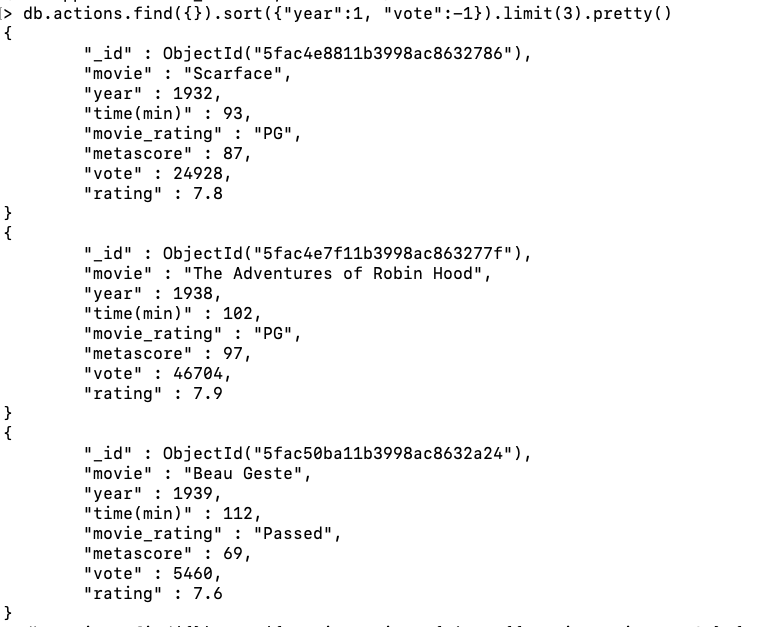 > db.actions.find({}).sort({"year":1, "vote":-1}).limit(3).pretty()
{
"_id" : ObjectId("5fac4e8811b3998ac8632786"),
"movie" : "Scarface",
"year" : 1932,
"time(min)" : 93,
"movie_rating" : "PG",
"metascore" : 87,
"vote" : 24928,
"rating" : 7.8
}
{
"_id" : ObjectId("5fac4e7f11b3998ac863277f"),
"movie" : "The Adventures of Robin Hood",
"year" : 1938,
"time(min)" : 102,
"movie_rating" : "PG",
"metascore" : 97,
"vote" : 46704,
"rating" : 7.9
}
{
"_id" : ObjectId("5fac50ba11b3998ac8632a24"),
"movie" : "Beau Geste",
"year" : 1939,
"time(min)" : 112,
"movie_rating" : "Passed",
"metascore" : 69,
"vote" : 5460,
"rating" : 7.6
}